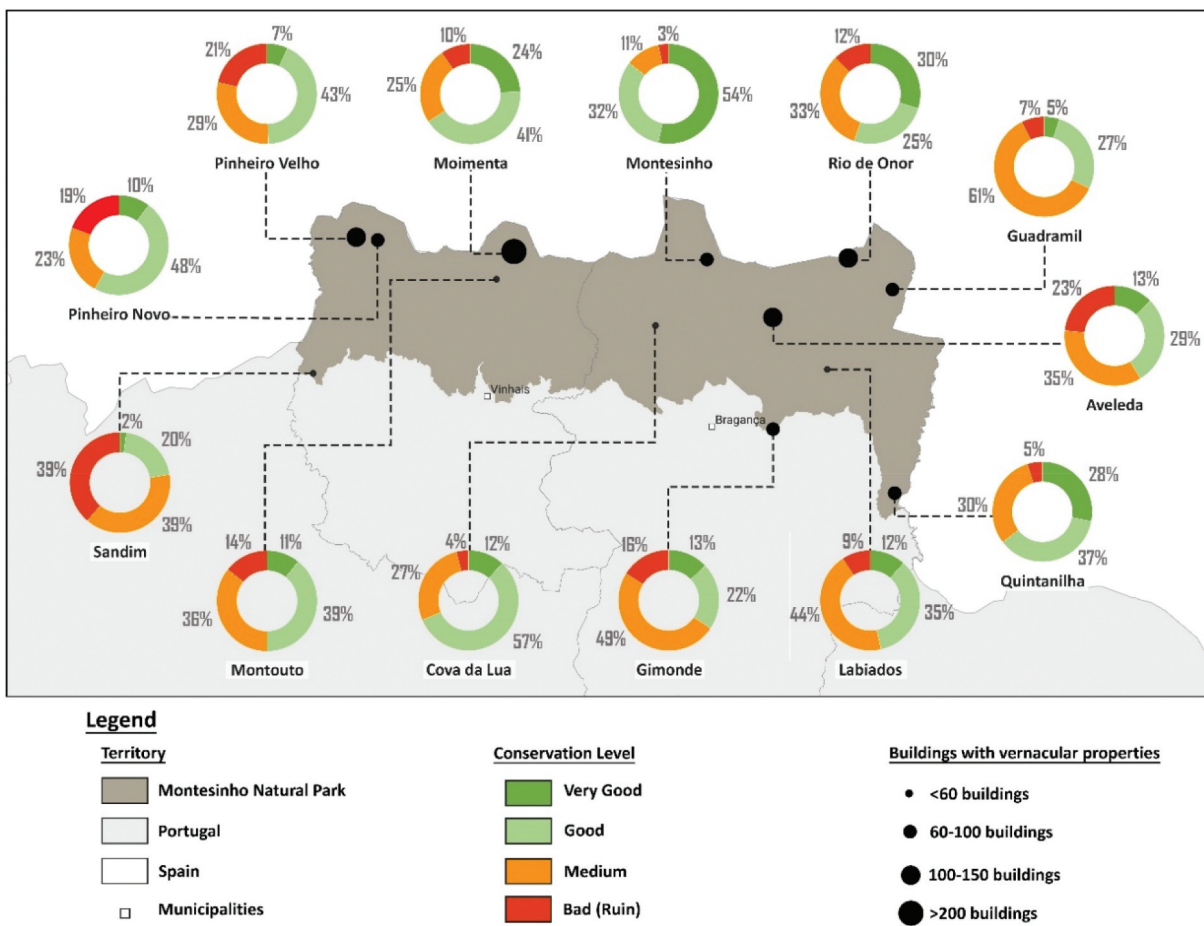 21%
7%
43%
29%
Pinheiro Velho
10%
24%
25%
41%
Moimenta
11%
3%
32%
54%
Montesinho
12%
30%
33%
25%
Rio de Onor
7%
5%
27%
61%
Guadramil
19%
10%
23%
48%
Pinheiro Novo
23%
13%
29%
35%
Aveleda
Vinhais
Bragança
2%
20%
39%
39%
Sandim
5%
28%
30%
37%
Quintanilha
14%
11%
36%
39%
Montouto
4%
12%
27%
57%
Cova da Lua
16%
13%
22%
49%
Gimonde
9%
12%
44%
35%
Labiados
Legend
Territory
Montesinho Natural Park
Portugal
Spain
Municipalities
Conservation Level
Very Good
Good
Medium
Bad (Ruin)
Buildings with vernacular properties
<60 buildings
60-100 buildings
100-150 buildings
>200 buildings